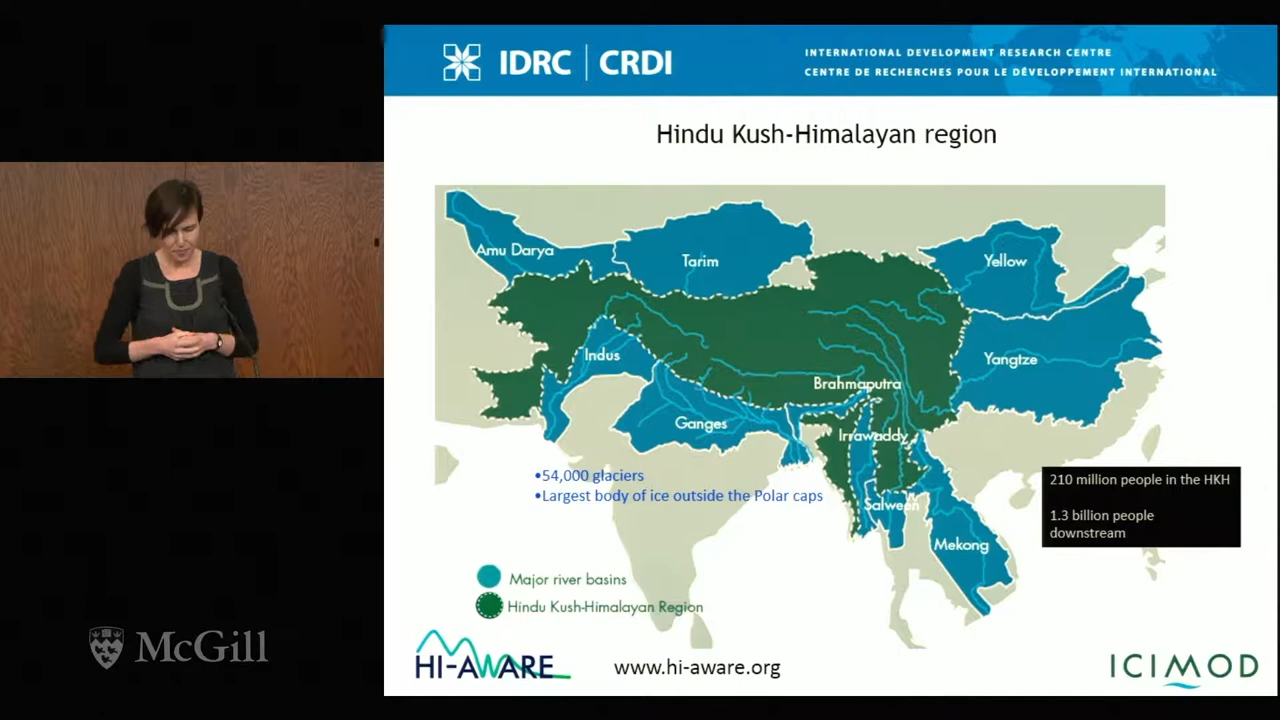 IDRC | CRDI
INTERNATIONAL DEVELOPMENT RESEARCH CENTRE
CENTRE DE RECHERCHES POUR LE DÉVELOPPEMENT INTERNATIONAL
Hindu Kush-Himalayan region
Amu Darya
Tarim
Yellow
Indus
Yangtze
Brahmaputra
Ganges
Irrawaddy
•54,000 glaciers
•Largest body of ice outside the Polar caps
210 million people in the HKH
1.3 billion people
downstream
Salween
Mekong
Major river basins
Hindu Kush-Himalayan Region
McGill
HI-AWARE
www.hi-aware.org
ICIMOD